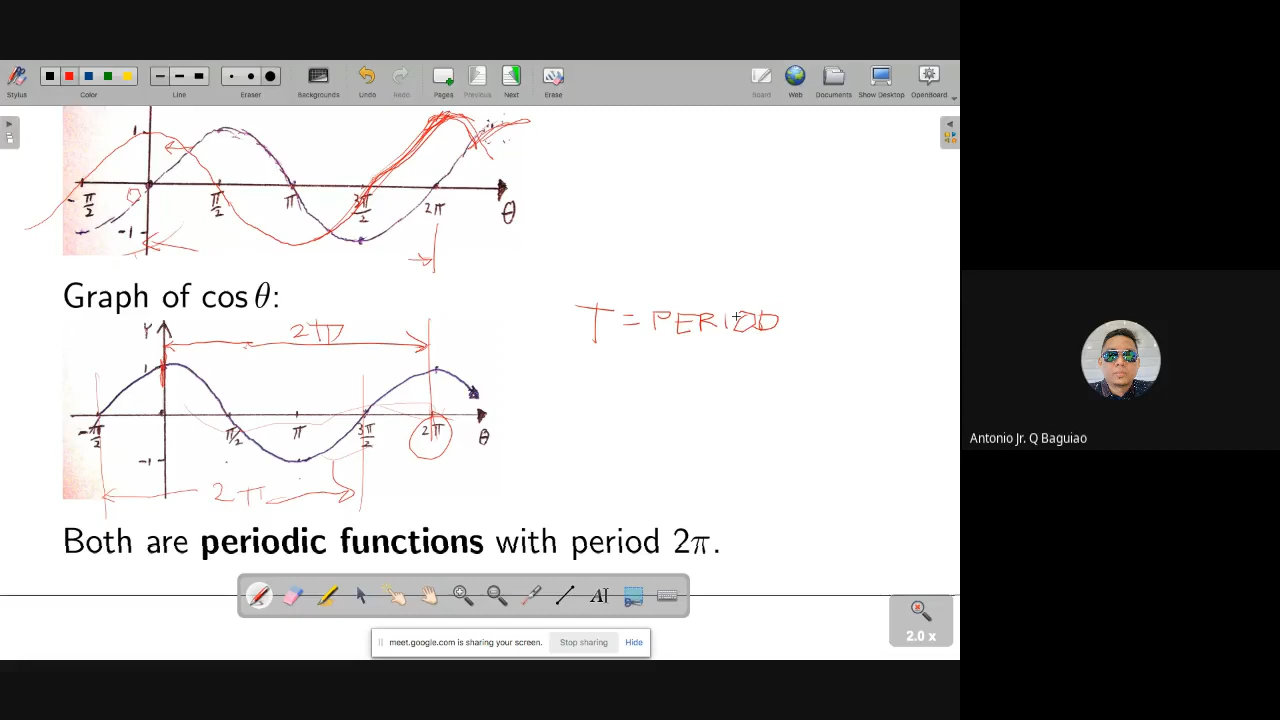 Stylus Color Line Eraser Backgrounds Undo Redo Pages Previous Next Erase Board Web Documents Show Desktop OpenBoard
1
-π/2 0 π/2 π 3π/2 2π θ
-1
Graph of cos θ:
T = PERIOD
Y 2π
1
-π/2 π/2 π 3π/2 2π θ
-1
2π
Antonio Jr. Q Baguiao
Both are periodic functions with period 2π.
AI
2.0 x
meet.google.com is sharing your screen. Stop sharing Hide